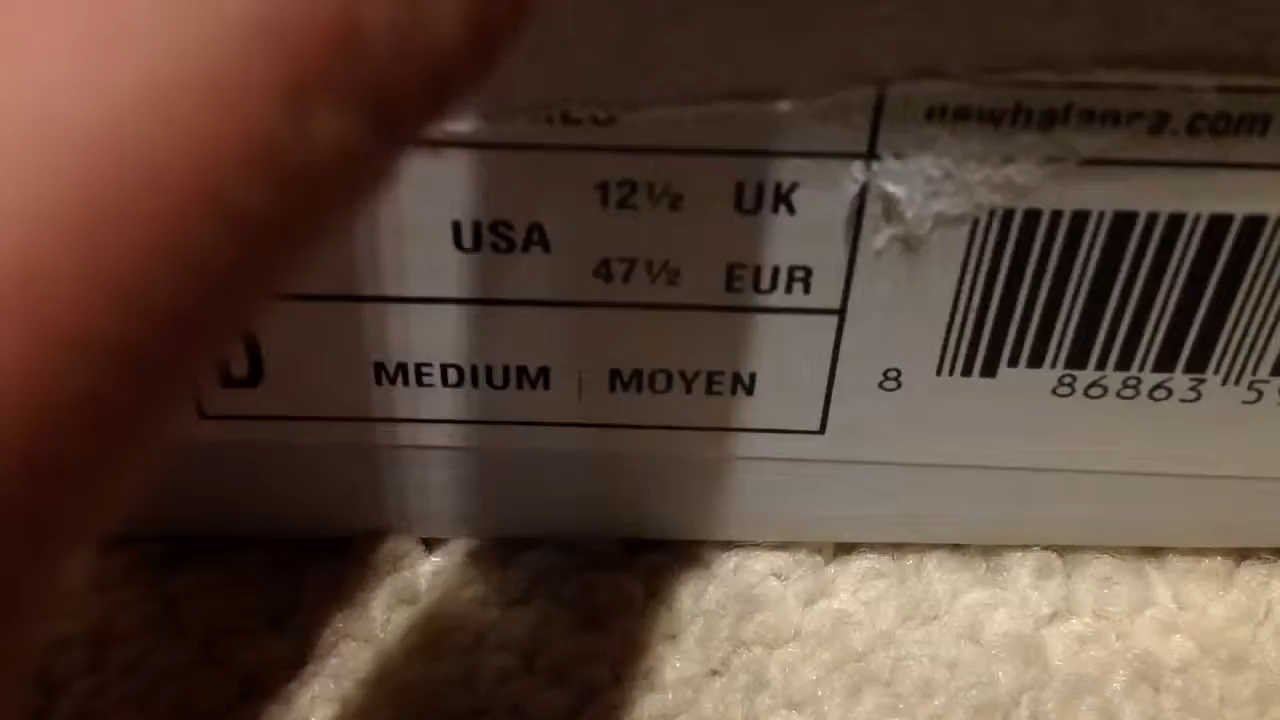 newbalance.com
12½ UK
USA
47½ EUR
D MEDIUM | MOYEN
8 86863 5